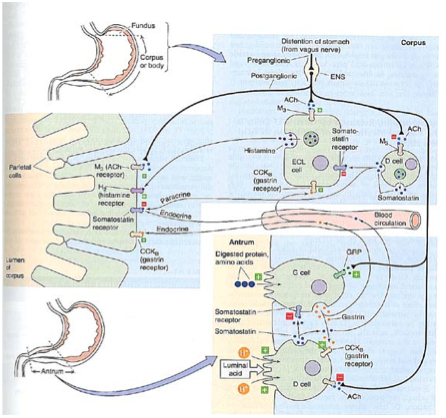 Fundus
Corpus
or body
Distention of stomach
(from vagus nerve)
Corpus
Preganglionic
Postganglionic
ENS
ACh
M3
ACh
M3
Somato-
statin
receptor
D cell
Histamine
ECL
cell
CCKB
(gastrin
receptor)
Somatostatin
Parietal
cells
M3 (ACh
receptor)
H2
(histamine
receptor
Somatostatin
receptor
CCKB
(gastrin
receptor)
Paracrine
Endocrine
Endocrine
Blood
circulation
Lumen
of
corpus
Antrum
Digested protein,
amino acids
G cell
GRP
Somatostatin
receptor
Gastrin
Somatostatin
CCKB
(gastrin
receptor)
H+
Luminal
acid
H+
D cell
ACh
Antrum